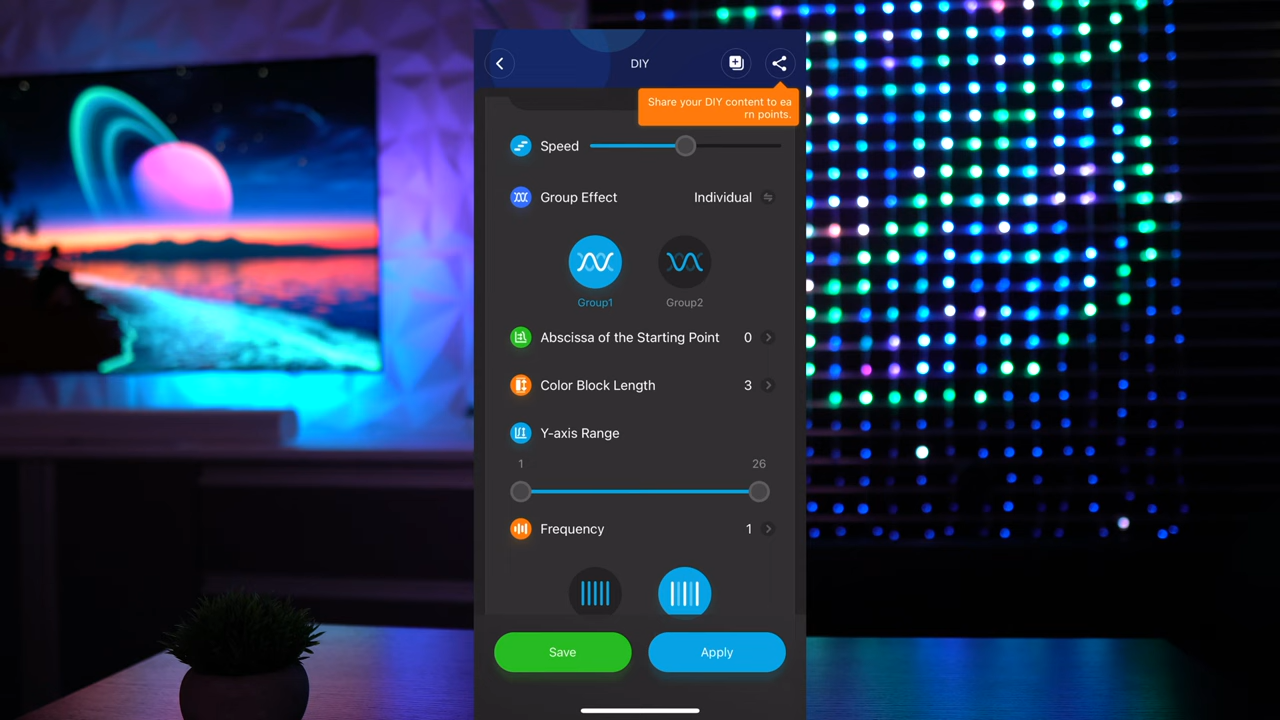 DIY
Share your DIY content to ea
rn points.
Speed
Group Effect Individual
Group1 Group2
Abscissa of the Starting Point 0
Color Block Length 3
Y-axis Range
1 26
Frequency 1
Save Apply